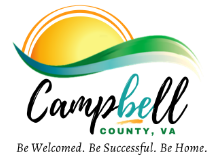 Campbell
COUNTY, VA
Be Welcomed. Be Successful. Be Home.